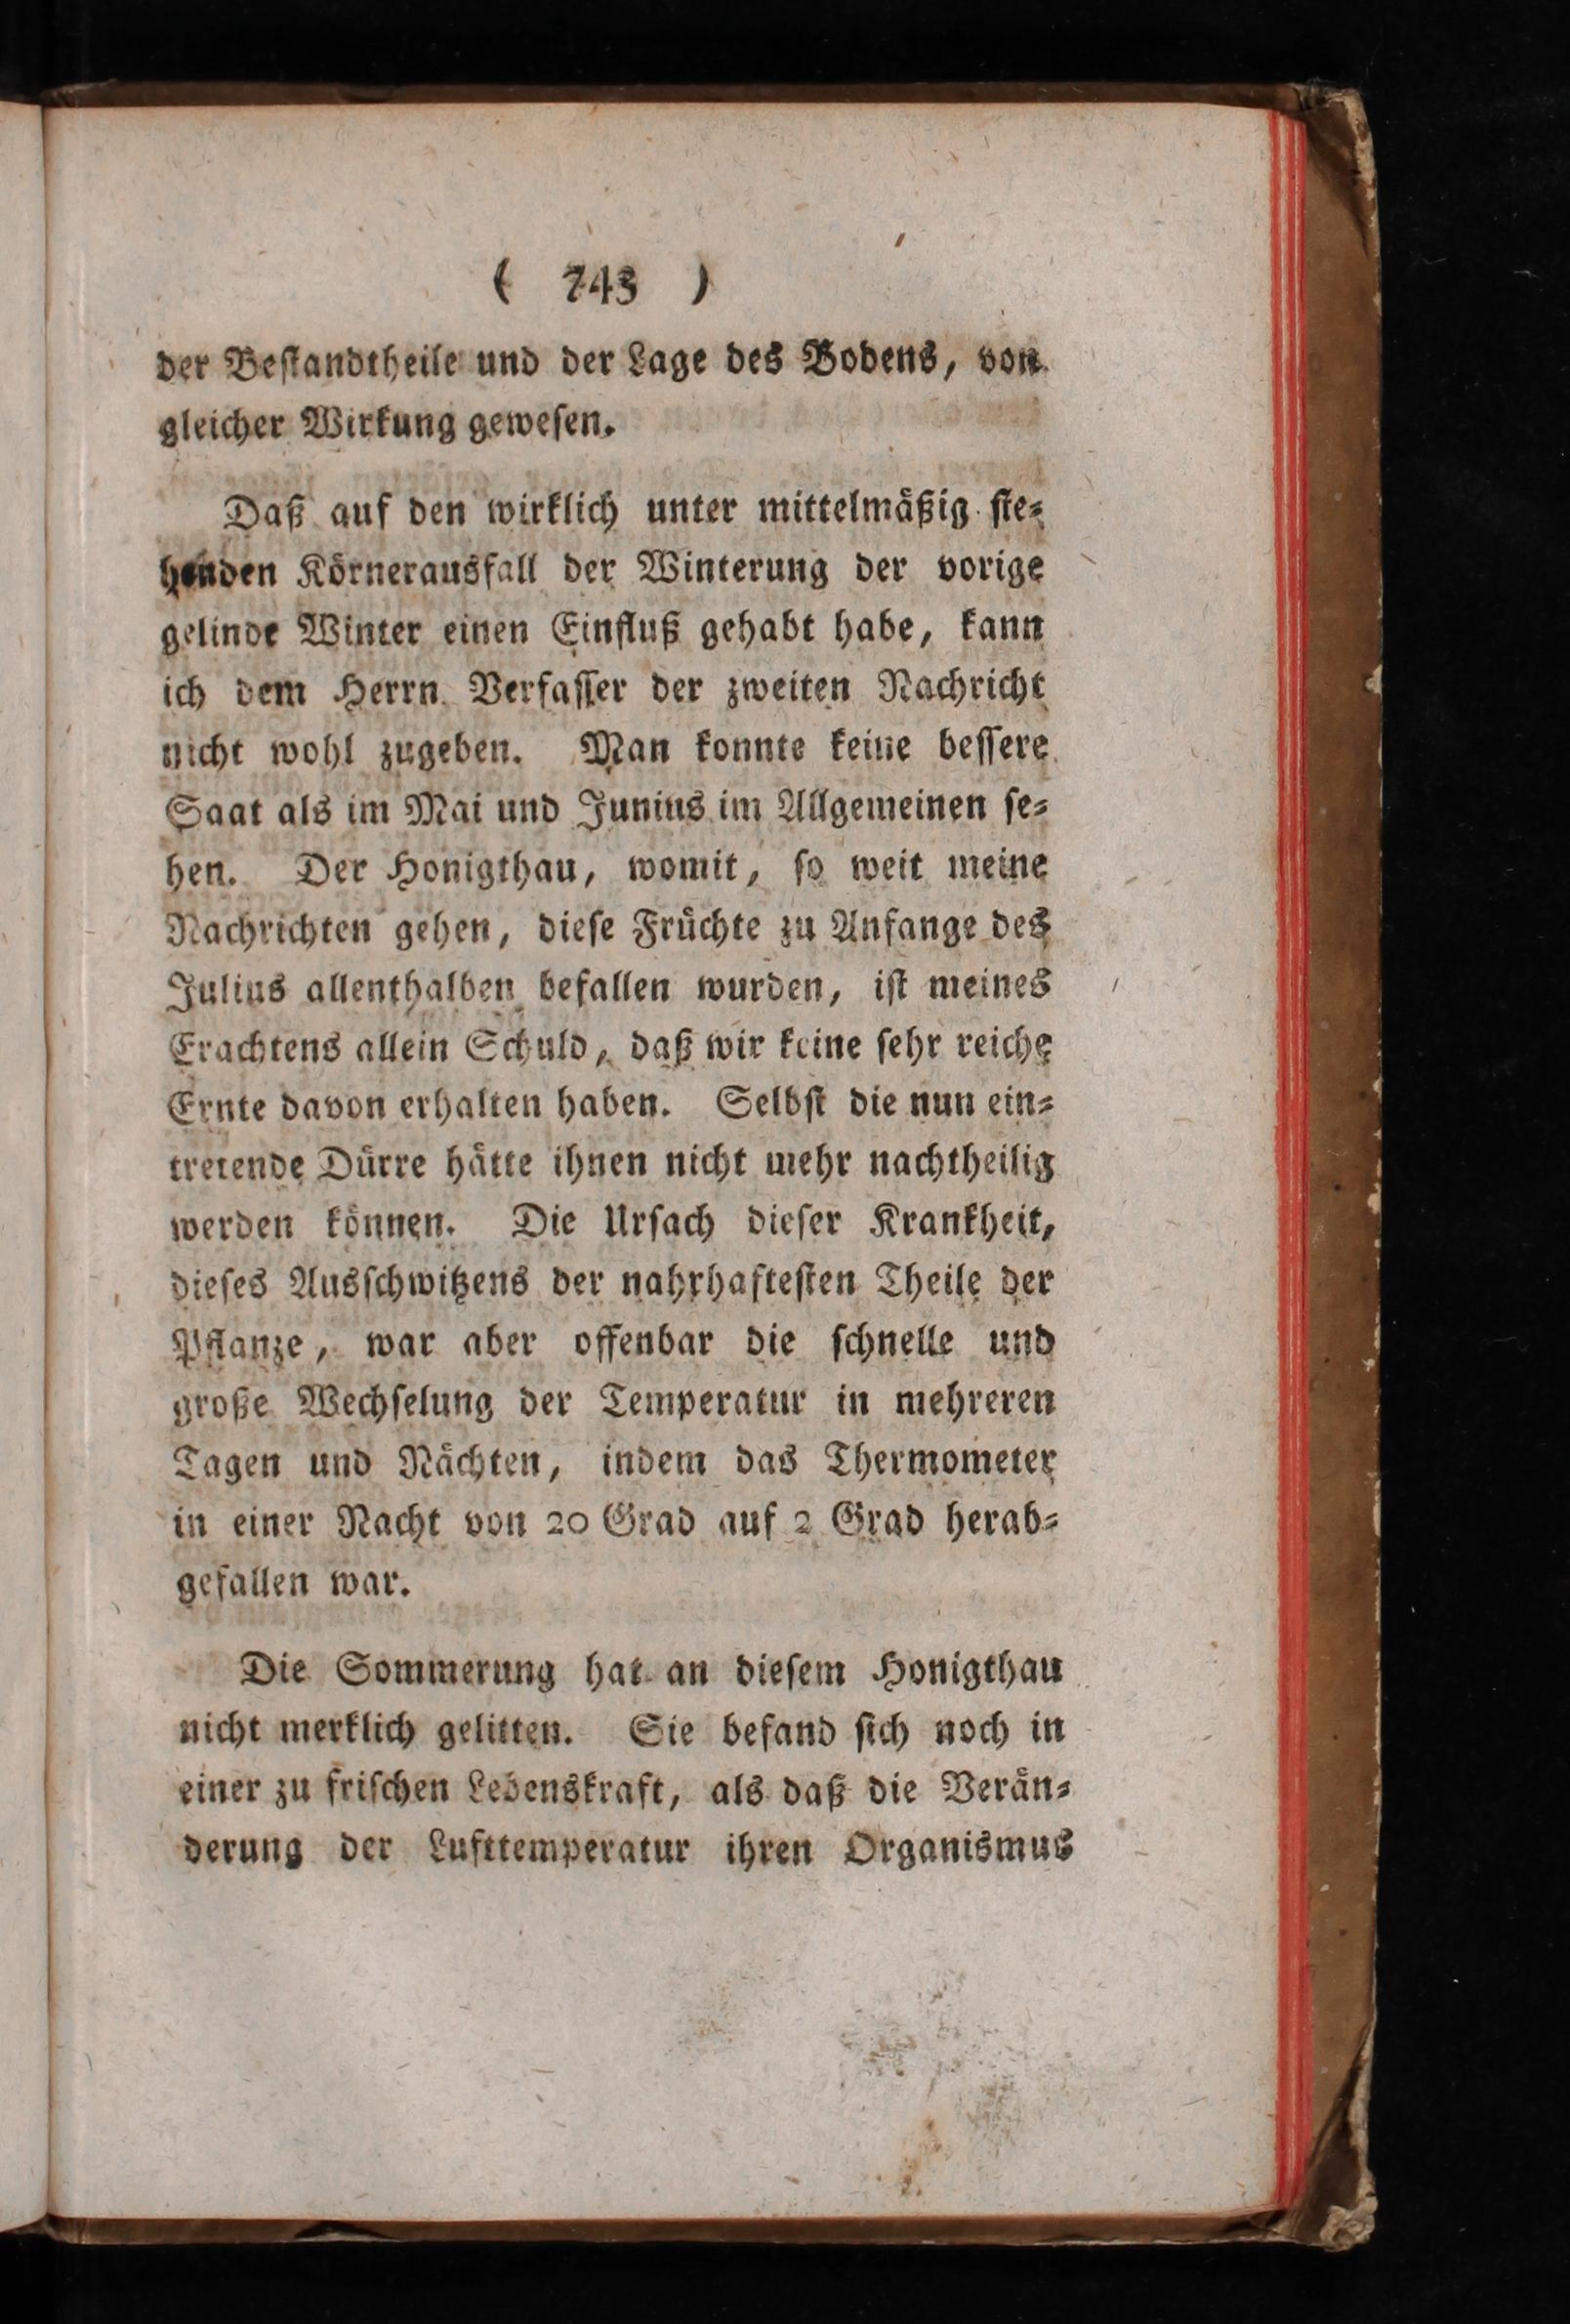 ( 743 )
der Beſtandtheile und der Lage des Bodens, von
gleicher Wirkung geweſen.
Daß auf den wirklich unter mittelmäßig ſte⸗
henden Körnerausfall der Winterung der vorige
gelinde Winter einen Einfluß gehabt habe, kann
ich dem Herrn Verfaſſer der zweiten Nachricht
nicht wohl zugeben. Man konnte keine beſſere
Saat als im Mai und Junius im Allgemeinen ſe⸗
hen. Der Honigthau, womit, ſo weit meine
Nachrichten gehen, dieſe Früchte zu Anfange des
Julius allenthalben befallen wurden, iſt meines
Erachtens allein Schuld, daß wir keine ſehr reiche
Ernte davon erhalten haben. Selbſt die nun ein⸗
tretende Dürre hätte ihnen nicht mehr nachtheilig
werden können. Die Urſach dieſer Krankheit,
dieſes Ausſchwitzens der nahrhafteſten Theile der
Pflanze, war aber offenbar die ſchnelle und
große Wechſelung der Temperatur in mehreren
Tagen und Nächten, indem das Thermometer
in einer Nacht von 20 Grad auf 2 Grad herab⸗
gefallen war.
Die Sommerung hat an dieſem Honigthau
nicht merklich gelitten. Sie befand ſich noch in
einer zu friſchen Lebenskraft, als daß die Verän⸗
derung der Lufttemperatur ihren Organismus